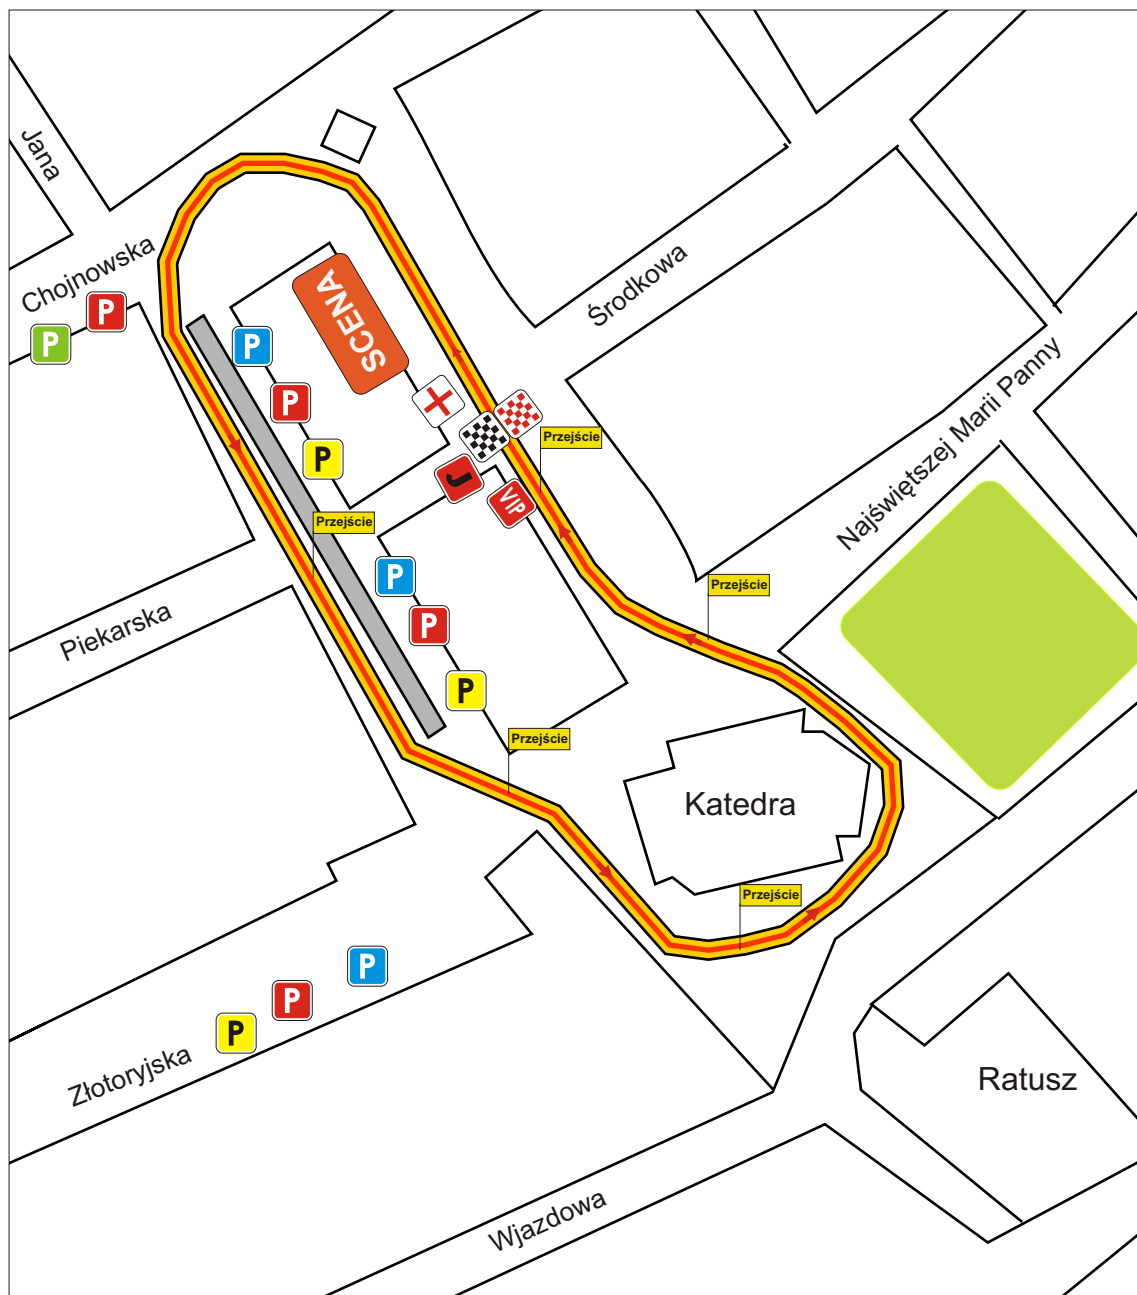 Jana
Chojnowska
P
P
P
SCENA
P
P
Środkowa
Przejście
J
VIP
Najświętszej Marii Panny
Przejście
Piekarska
P
P
P
Przejście
Przejście
Katedra
Przejście
P
P
P
Złotoryjska
Ratusz
Wjazdowa